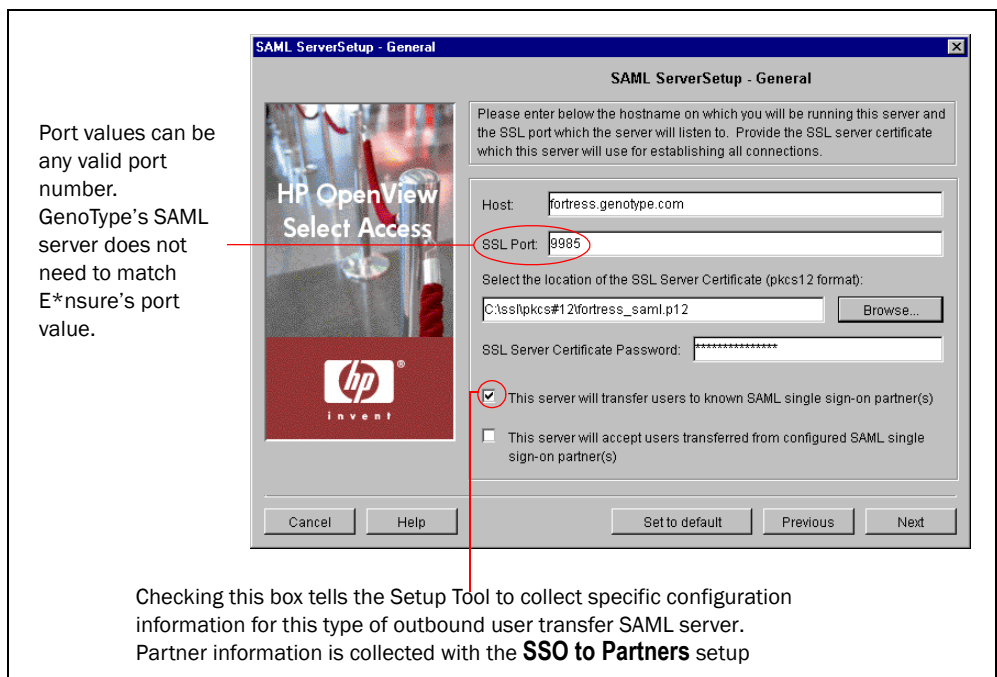 SAML ServerSetup - General
SAML ServerSetup - General
Please enter below the hostname on which you will be running this server and
the SSL port which the server will listen to. Provide the SSL server certificate
which this server will use for establishing all connections.
Port values can be
any valid port
number.
GenoType's SAML
server does not
need to match
E*nsure's port
value.
HP OpenView
Select Access
hp
®
invent
Host: fortress.genotype.com
SSL Port: 9985
Select the location of the SSL Server Certificate (pkcs12 format):
C:\ssl\pkcs#12\fortress_saml.p12 Browse...
SSL Server Certificate Password: ***************
This server will transfer users to known SAML single sign-on partner(s)
This server will accept users transferred from configured SAML single
sign-on partner(s)
Cancel Help Set to default Previous Next
Checking this box tells the Setup Tool to collect specific configuration
information for this type of outbound user transfer SAML server.
Partner information is collected with the SSO to Partners setup